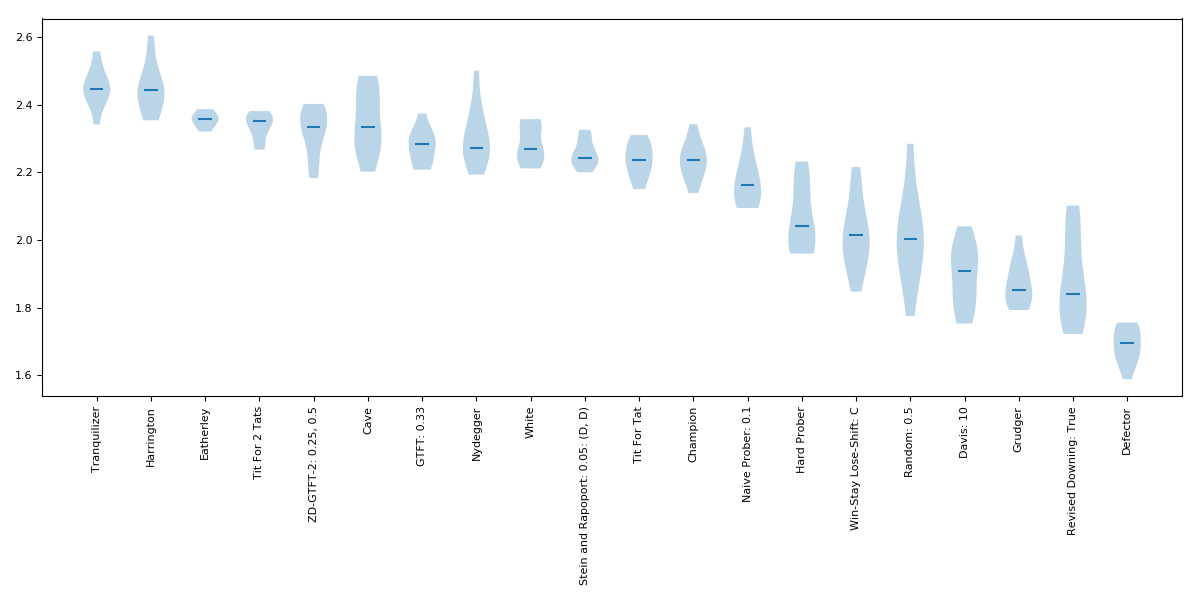 2.6
2.4
2.2
2.0
1.8
1.6
Tranquilizer
Harrington
Eatherley
Tit For 2 Tats
ZD-GTFT-2: 0.25, 0.5
Cave
GTFT: 0.33
Nydegger
White
Stein and Rapoport: 0.05: (D, D)
Tit For Tat
Champion
Naive Prober: 0.1
Hard Prober
Win-Stay Lose-Shift: C
Random: 0.5
Davis: 10
Grudger
Revised Downing: True
Defector